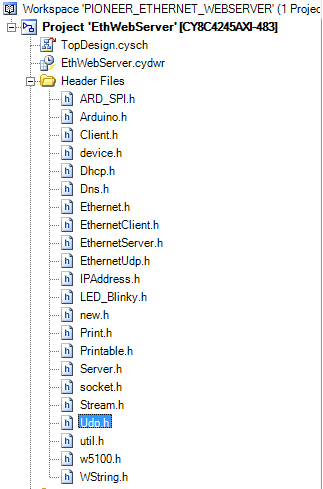 Workspace 'PIONEER_ETHERNET_WEBSERVER' (1 Projec
Project 'EthWebServer' [CY8C4245AXI-483]
TopDesign.cysch
EthWebServer.cydwr
Header Files
ARD_SPI.h
Arduino.h
Client.h
device.h
Dhcp.h
Dns.h
Ethernet.h
EthernetClient.h
EthernetServer.h
EthernetUdp.h
IPAddress.h
LED_Blinky.h
new.h
Print.h
Printable.h
Server.h
socket.h
Stream.h
Udp.h
util.h
w5100.h
WString.h